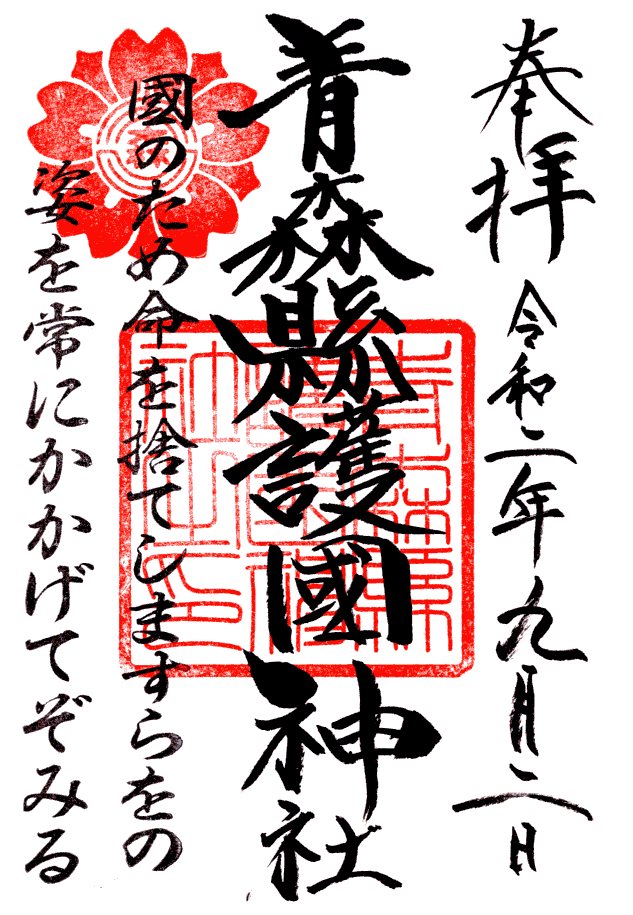 奉拝 令和二年九月二日
青森縣護國神社
國のため命を捨てしますらをの
姿を常にかかげてぞみる